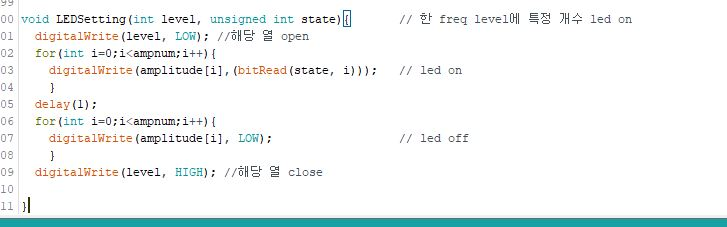 99
00 void LEDSetting(int level, unsigned int state){ // 한 freq level에 특정 개수 led on
01 digitalWrite(level, LOW); //해당 열 open
02 for(int i=0;i<ampnum;i++){
03 digitalWrite(amplitude[i],(bitRead(state, i))); // led on
04 }
05 delay(1);
06 for(int i=0;i<ampnum;i++){
07 digitalWrite(amplitude[i], LOW); // led off
08 }
09 digitalWrite(level, HIGH); //해당 열 close
10
11 }